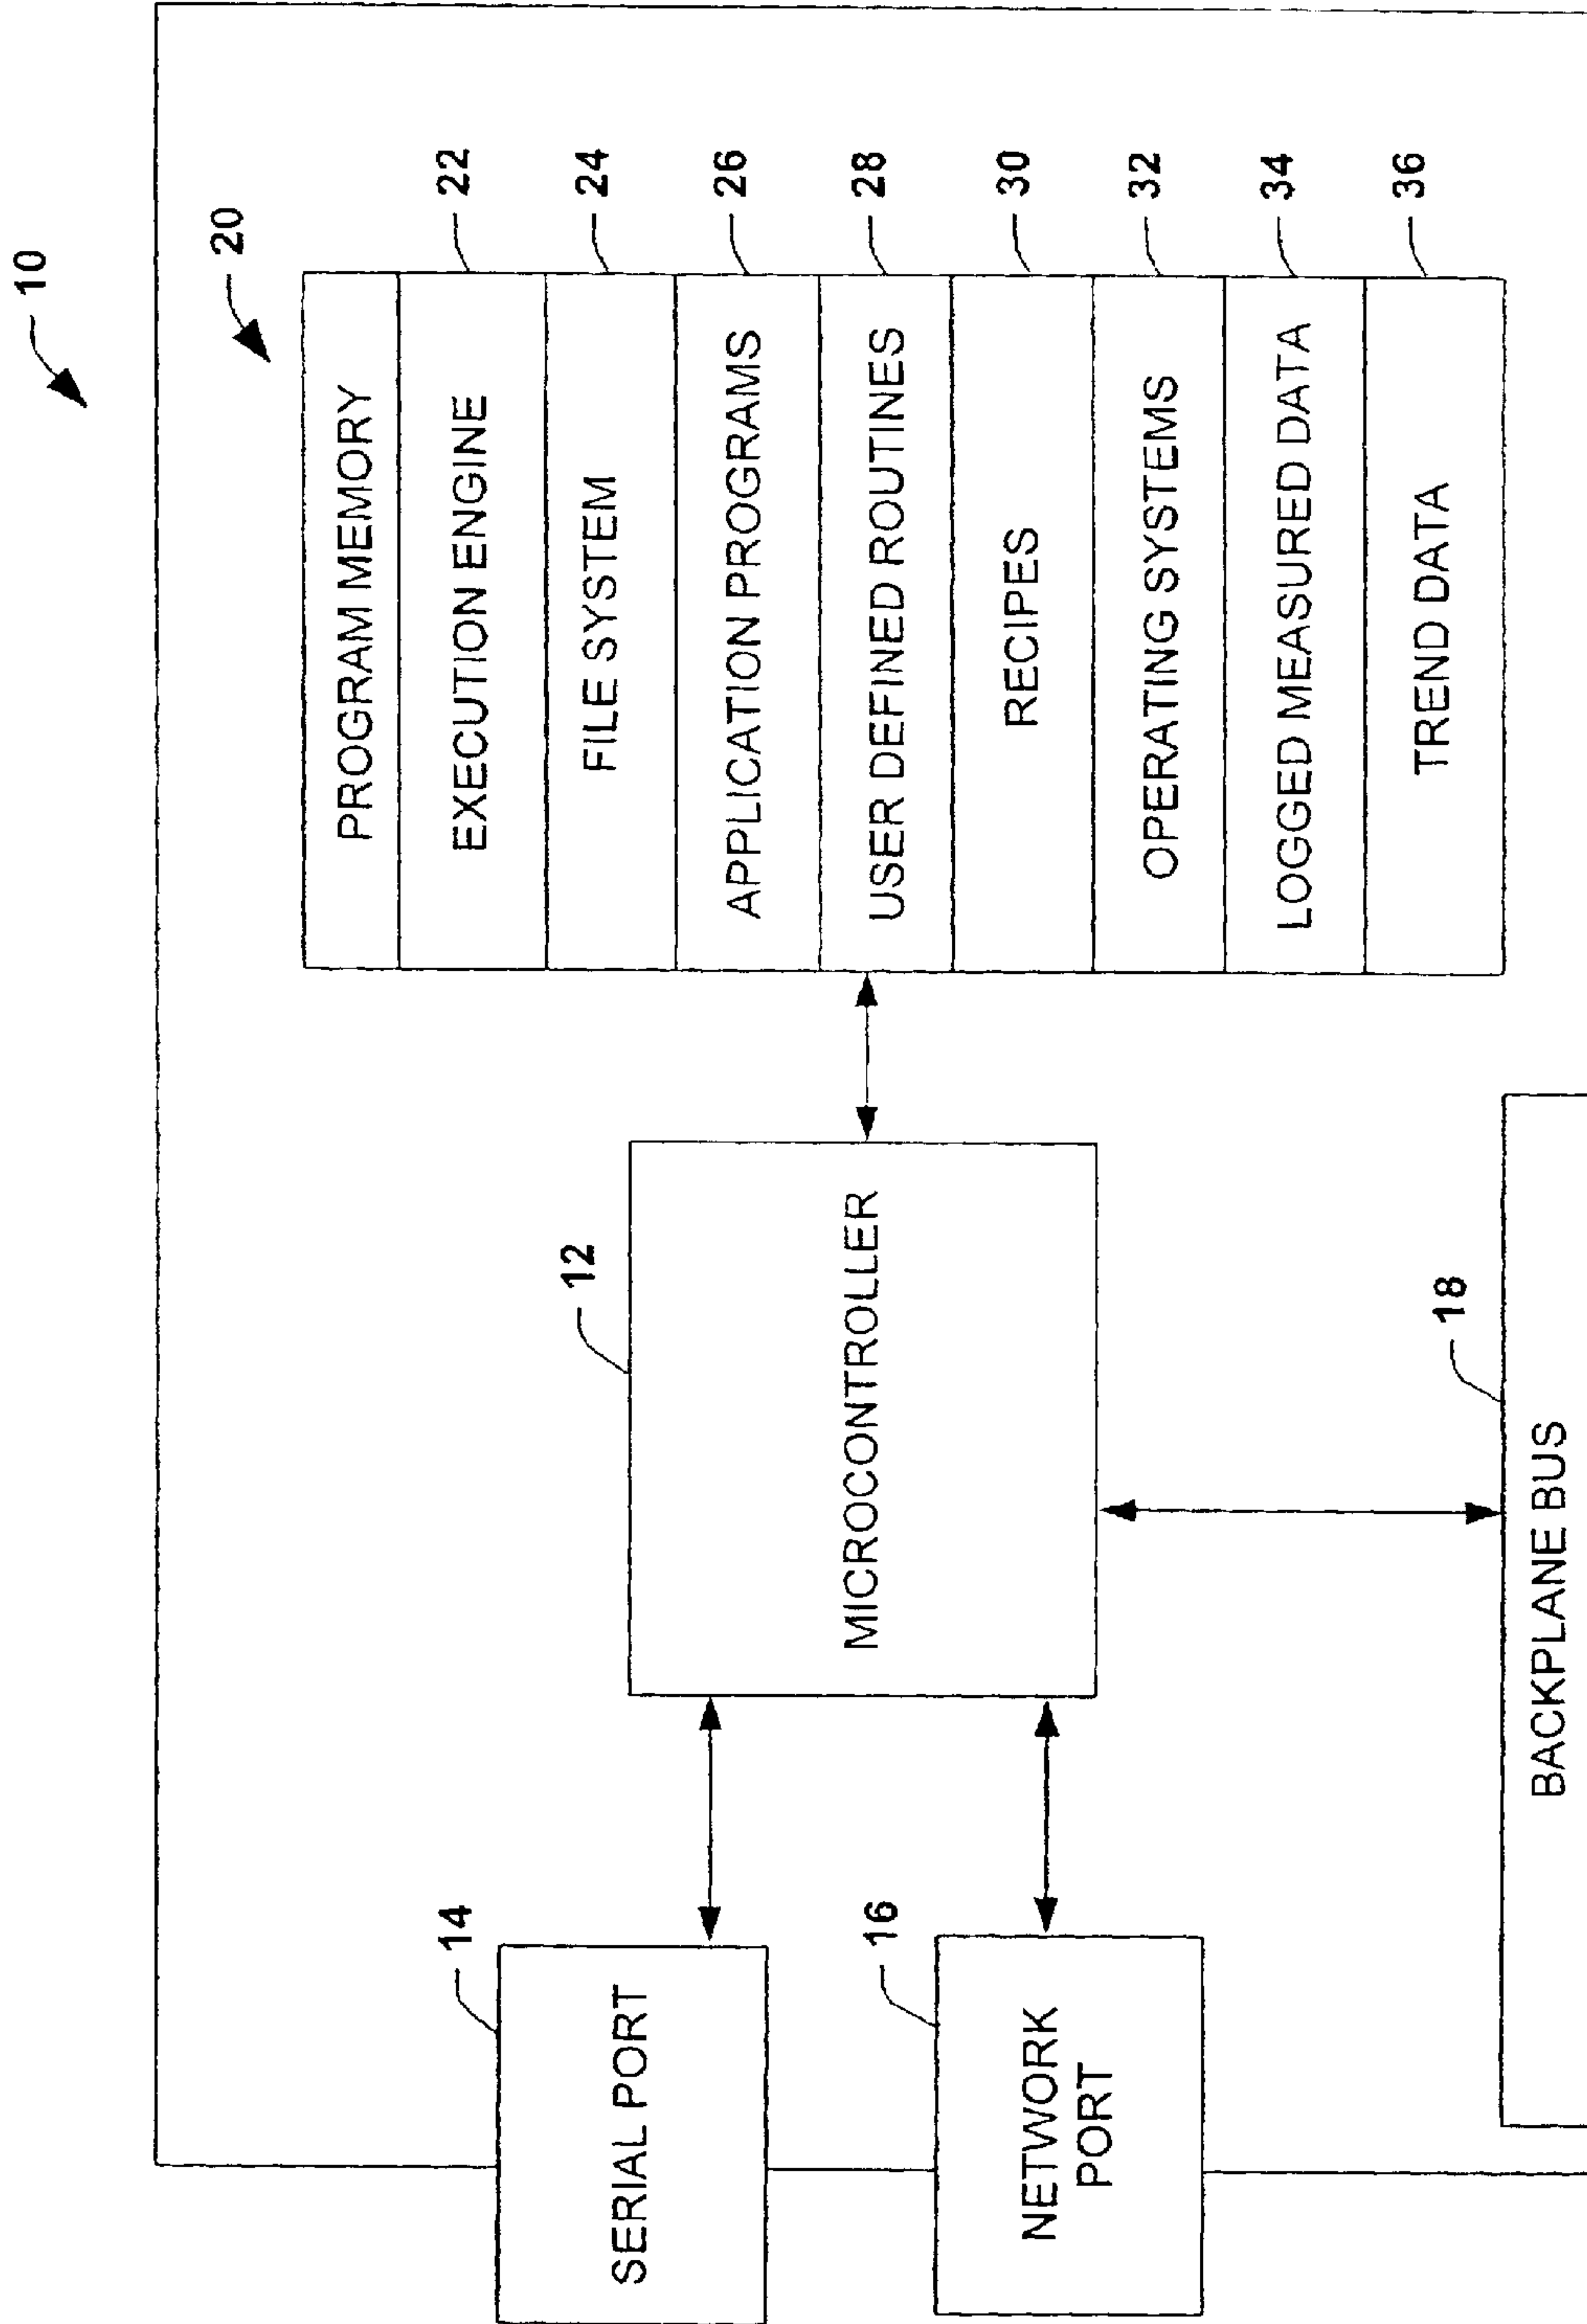 10
20
PROGRAM MEMORY
EXECUTION ENGINE
22
FILE SYSTEM
24
APPLICATION PROGRAMS
26
USER DEFINED ROUTINES
28
RECIPES
30
OPERATING SYSTEMS
32
LOGGED MEASURED DATA
34
TREND DATA
36
12
MICROCONTROLLER
14
SERIAL PORT
16
NETWORK
PORT
18
BACKPLANE BUS